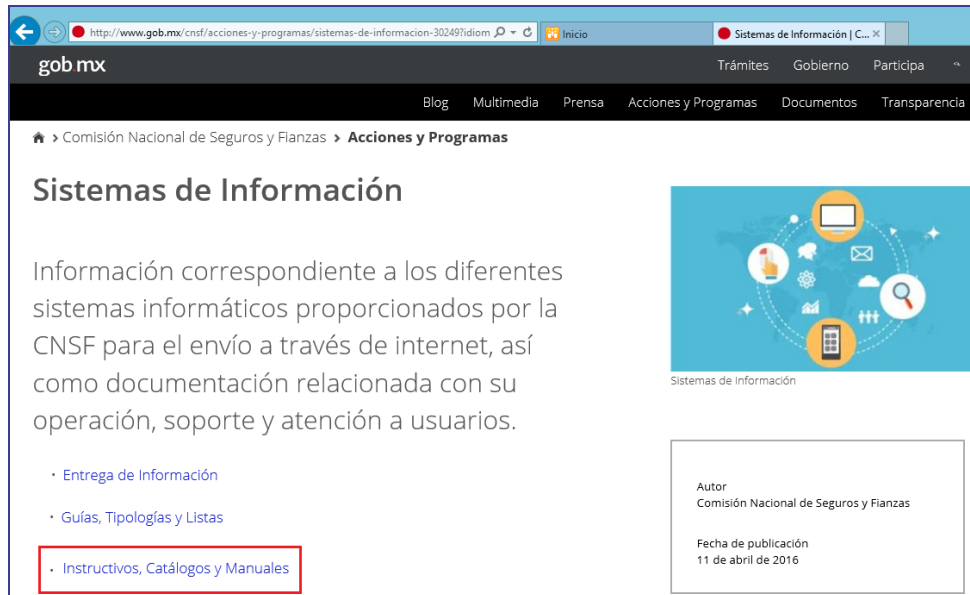 http://www.gob.mx/cnsf/acciones-y-programas/sistemas-de-informacion-30249?idiom
Inicio
Sistemas de Información | C...
gob.mx
Trámites Gobierno Participa
Blog Multimedia Prensa Acciones y Programas Documentos Transparencia
> Comisión Nacional de Seguros y Fianzas > Acciones y Programas
Sistemas de Información
Información correspondiente a los diferentes
sistemas informáticos proporcionados por la
CNSF para el envío a través de internet, así
como documentación relacionada con su
operación, soporte y atención a usuarios.
Sistemas de Información
· Entrega de Información
· Guías, Tipologías y Listas
· Instructivos, Catálogos y Manuales
Autor
Comisión Nacional de Seguros y Fianzas
Fecha de publicación
11 de abril de 2016